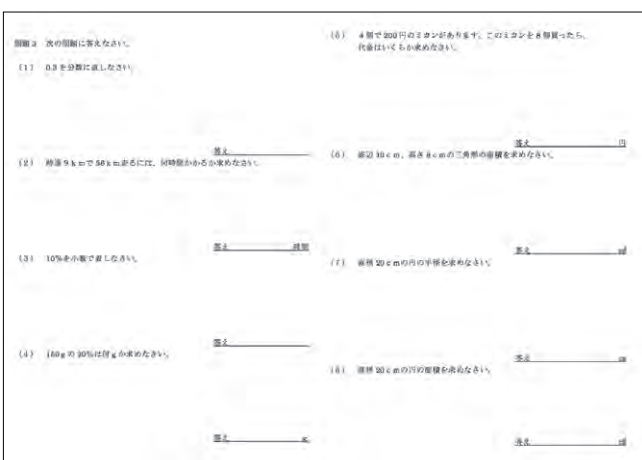 問題3 次の問題に答えなさい。
(1) 0.3を分数に直しなさい。
答え
(2) 時速9kmで36km走るには、何時間かかるか求めなさい。
答え 時間
(3) 10%を小数で直しなさい。
答え
(4) 150gの20%は何gか求めなさい。
答え g
(5) 4個で200円のミカンがあります。このミカンを8個買ったら、
代金はいくらか求めなさい。
答え 円
(6) 底辺10cm、高さ8cmの三角形の面積を求めなさい。
答え ㎠
(7) 直径20cmの円の半径を求めなさい。
答え cm
(8) 直径20cmの円の面積を求めなさい。
答え ㎠